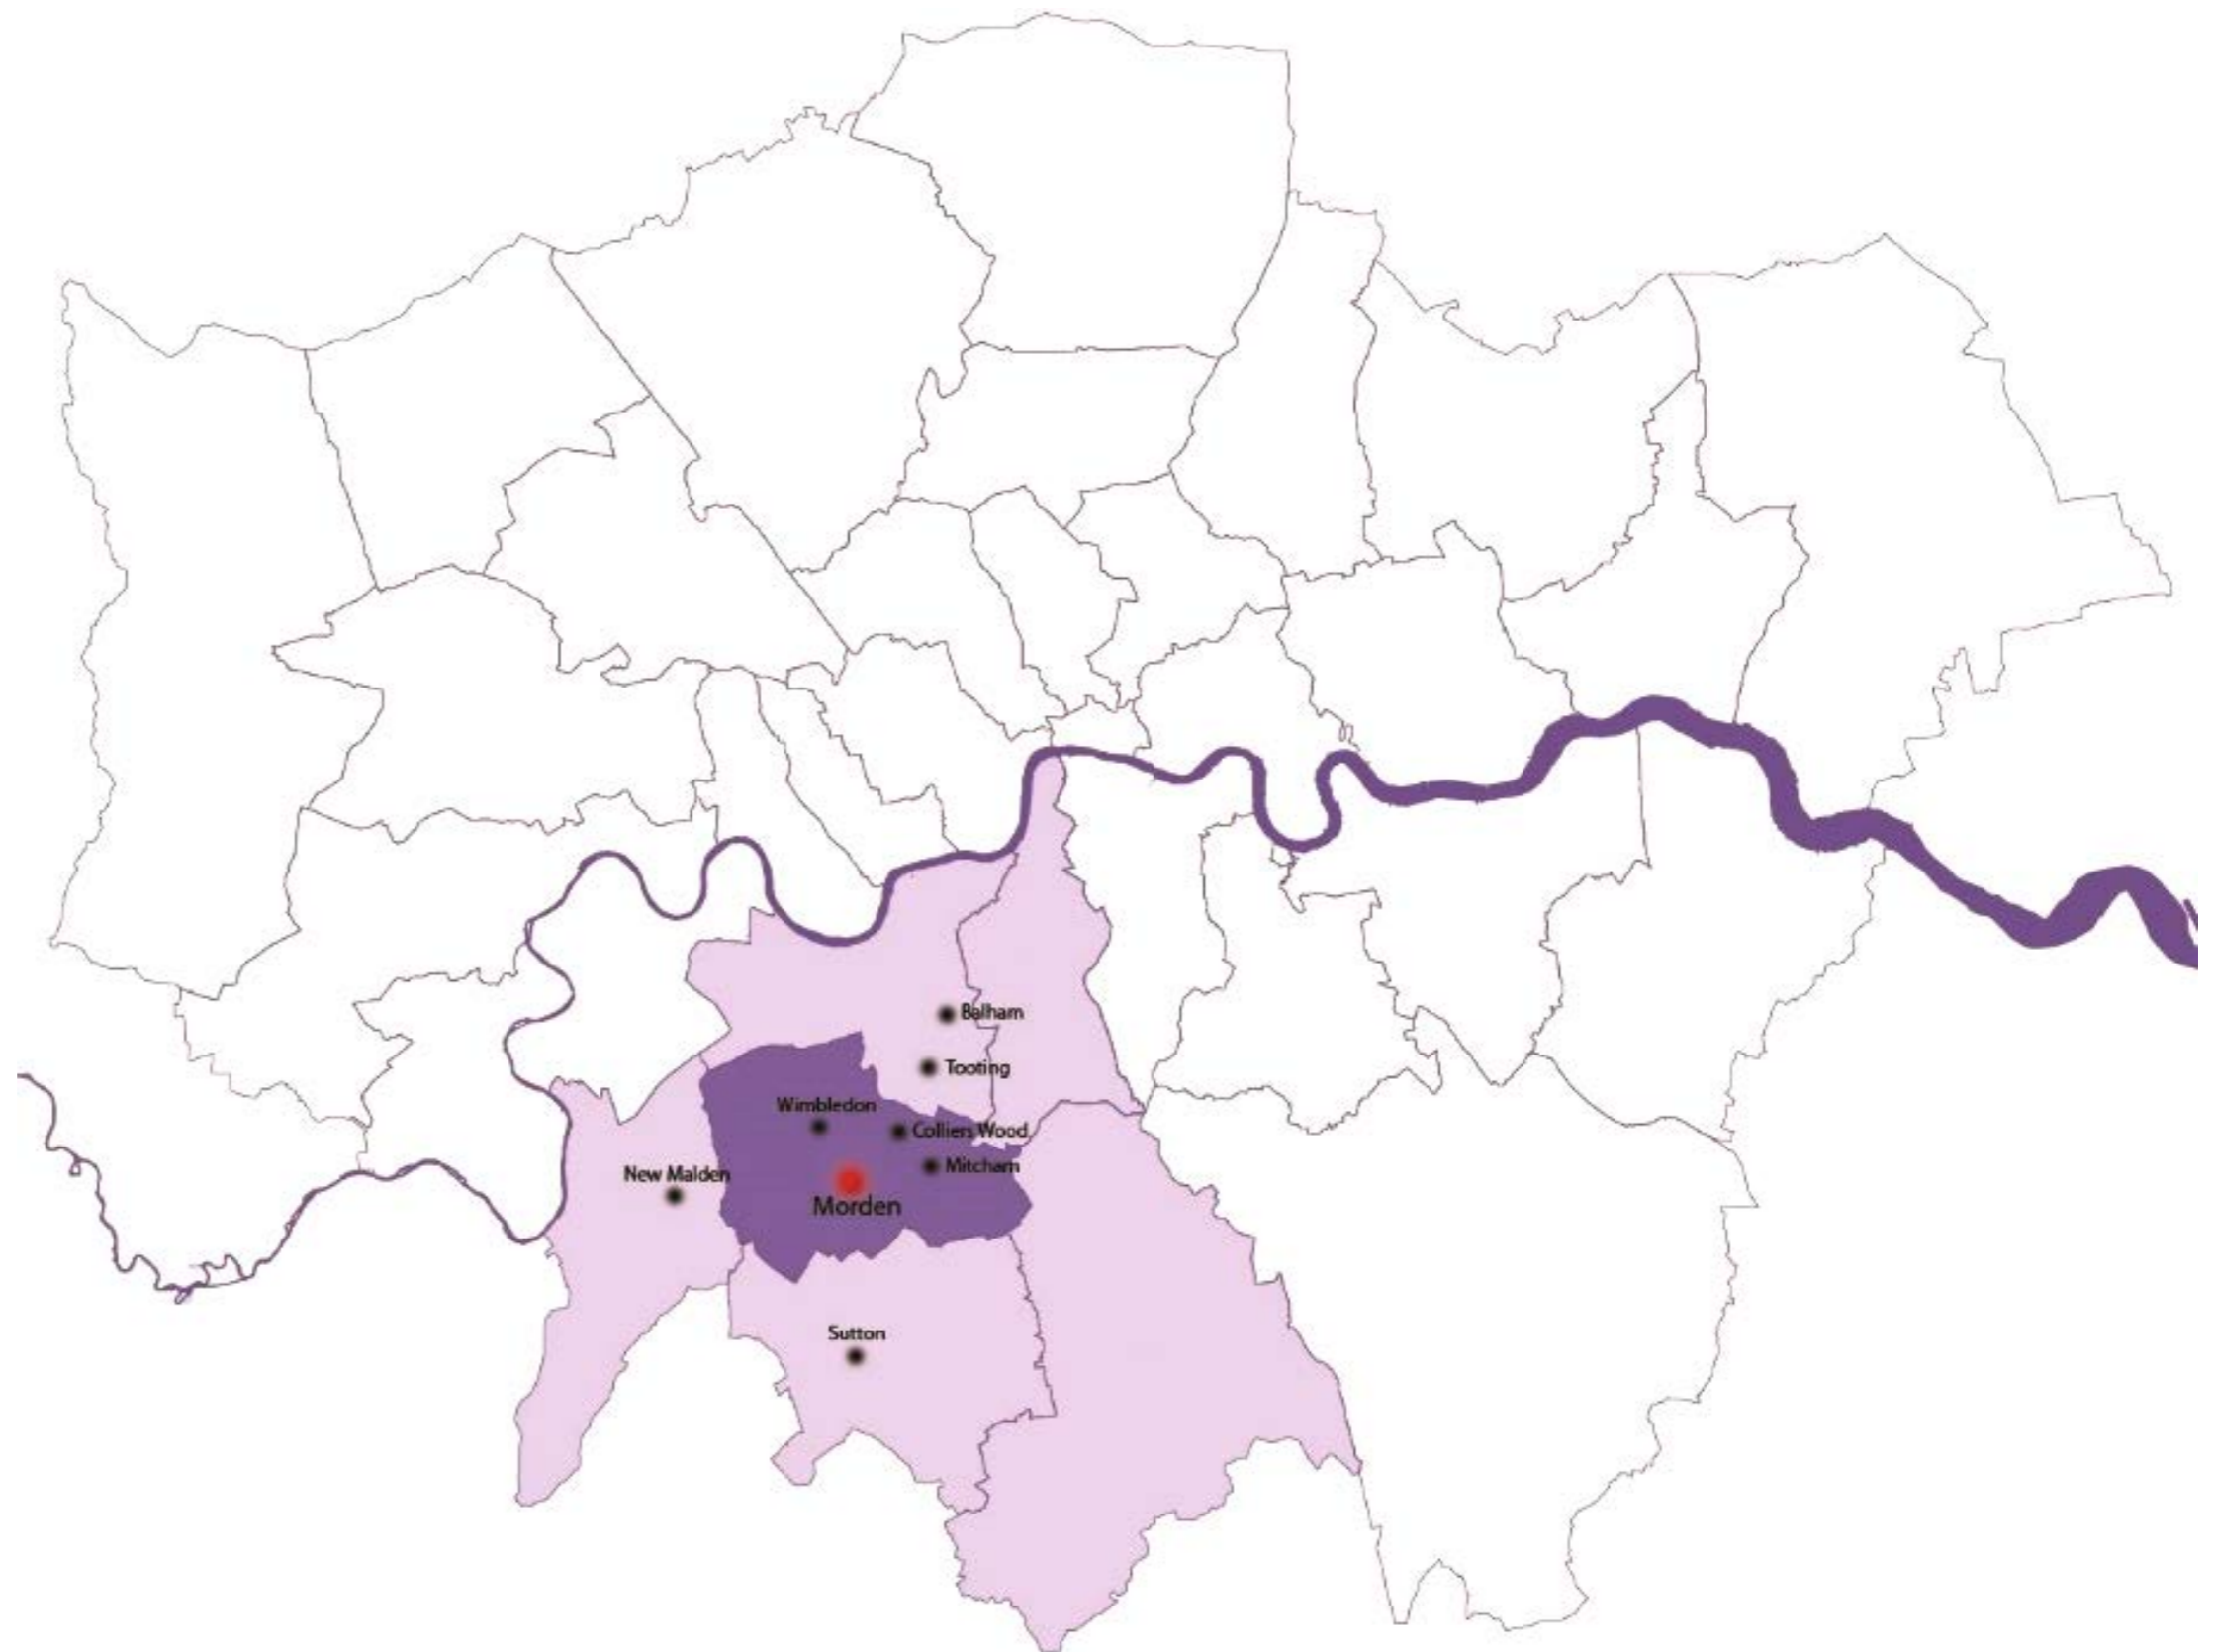 Balham
Tooting
Wimbledon
Colliers Wood
Mitcham
New Malden
Morden
Sutton